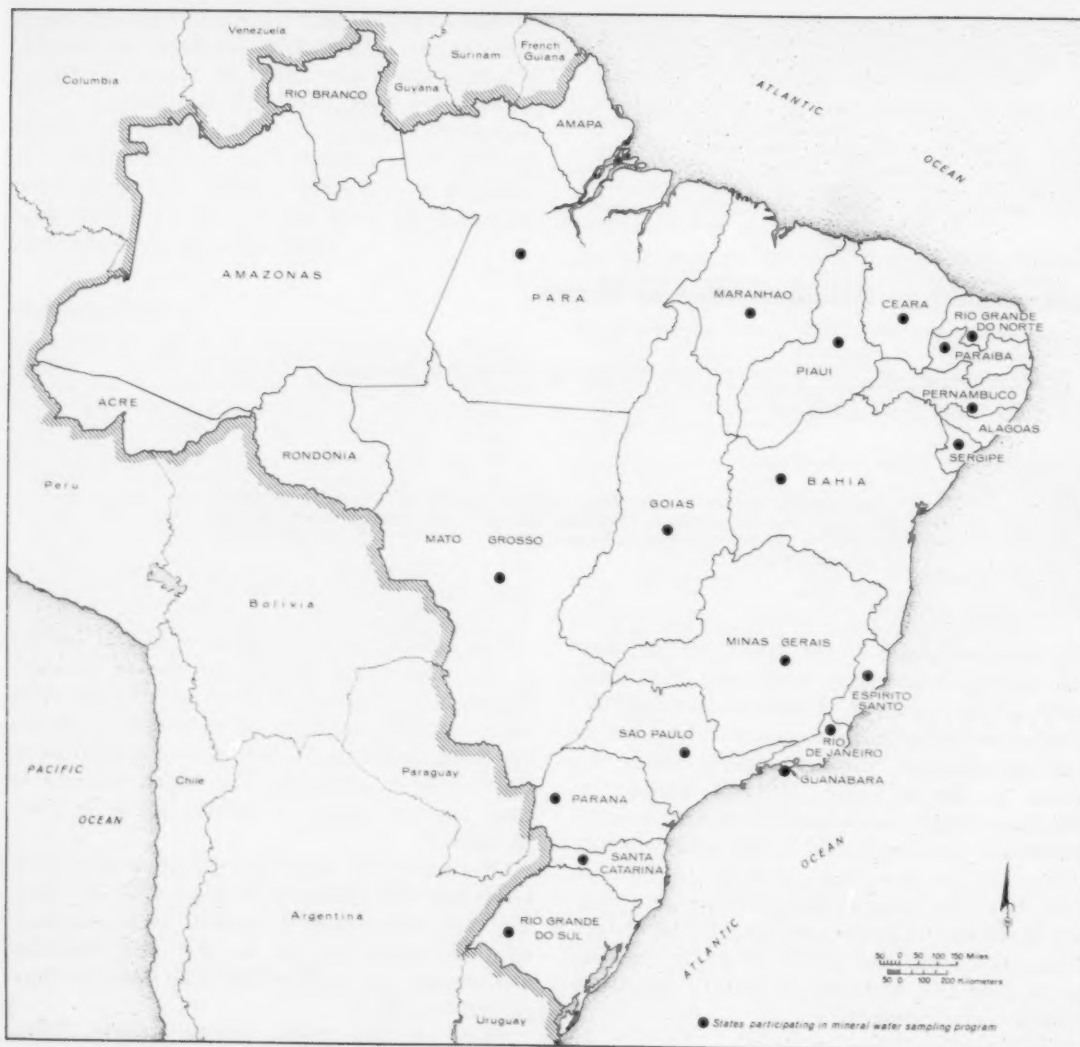 Venezuela
Columbia
Surinam
French
Guiana
Guyana
RIO BRANCO
AMAPA
ATLANTIC
OCEAN
AMAZONAS
PARA
MARANHAO
CEARA
RIO GRANDE
DO NORTE
PARAIBA
PIAUI
PERNAMBUCO
ALAGOAS
SERGIPE
ACRE
RONDONIA
BAHIA
Peru
GOIAS
MATO GROSSO
Bolivia
MINAS GERAIS
ESPIRITO
SANTO
SAO PAULO
RIO
DE JANEIRO
GUANABARA
PACIFIC
OCEAN
Chile
Paraguay
PARANA
SANTA
CATARINA
OCEAN
ATLANTIC
Argentina
RIO GRANDE
DO SUL
Uruguay
50 0 50 100 150 Miles
50 0 100 200 Kilometers
States participating in mineral water sampling program